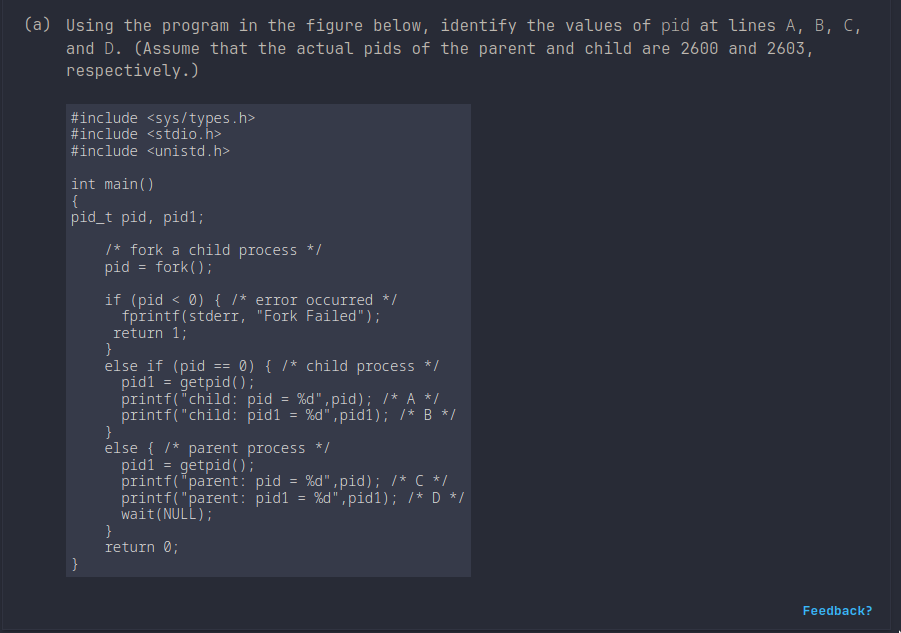 (a) Using the program in the figure below, identify the values of pid at lines A, B, C,
and D. (Assume that the actual pids of the parent and child are 2600 and 2603,
respectively.)
#include <sys/types.h>
#include <stdio.h>
#include <unistd.h>
int main()
{
pid_t pid, pid1;
/* fork a child process */
pid = fork();
if (pid < 0) { /* error occurred */
fprintf(stderr, "Fork Failed");
return 1;
}
else if (pid == 0) { /* child process */
pid1 = getpid();
printf("child: pid = %d",pid); /* A */
printf("child: pid1 = %d",pid1); /* B */
}
else { /* parent process */
pid1 = getpid();
printf("parent: pid = %d",pid); /* C */
printf("parent: pid1 = %d",pid1); /* D */
wait(NULL);
}
return 0;
}
Feedback?